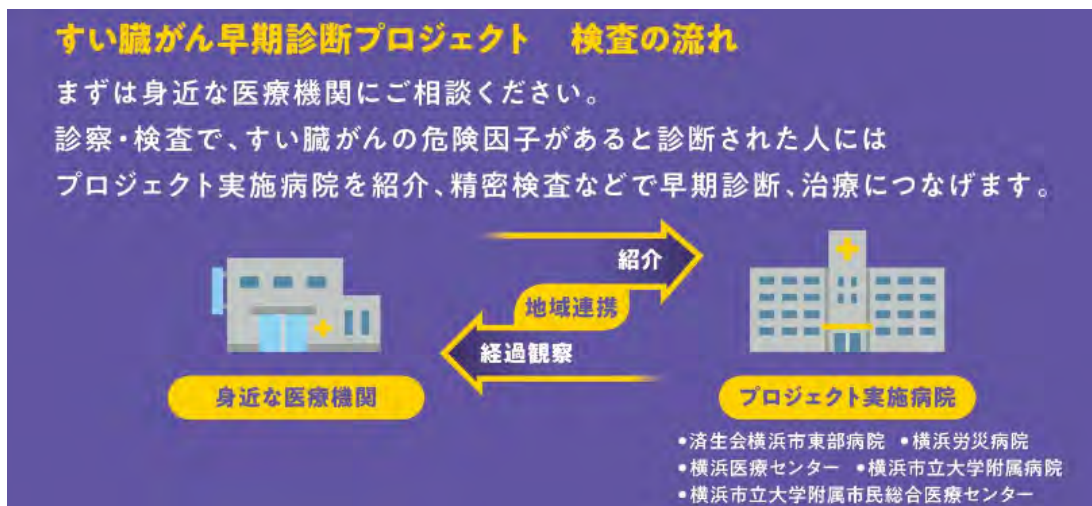 すい臓がん早期診断プロジェクト　検査の流れ
まずは身近な医療機関にご相談ください。
診察・検査で、すい臓がんの危険因子があると診断された人には
プロジェクト実施病院を紹介、精密検査などで早期診断、治療につなげます。
紹介
地域連携
経過観察
身近な医療機関
プロジェクト実施病院
•済生会横浜市東部病院 •横浜労災病院
•横浜医療センター •横浜市立大学附属病院
•横浜市立大学附属市民総合医療センター